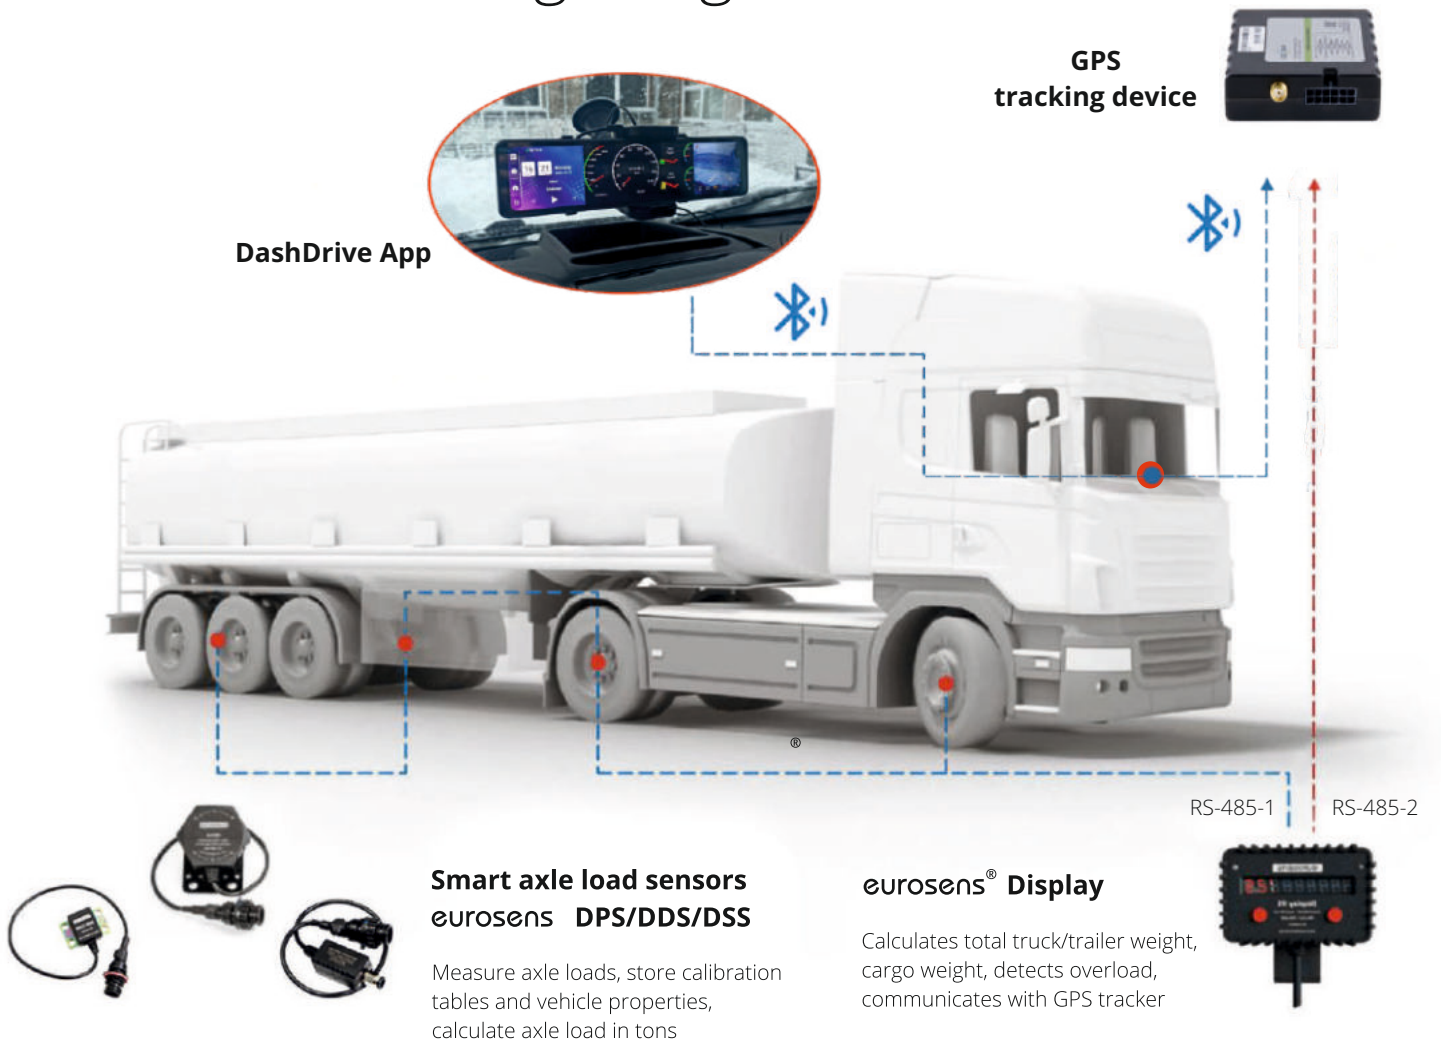 GPS
tracking device
DashDrive App
®
RS-485-1
RS-485-2
Smart axle load sensors
eurosens DPS/DDS/DSS
Measure axle loads, store calibration
tables and vehicle properties,
calculate axle load in tons
eurosens® Display
Calculates total truck/trailer weight,
cargo weight, detects overload,
communicates with GPS tracker